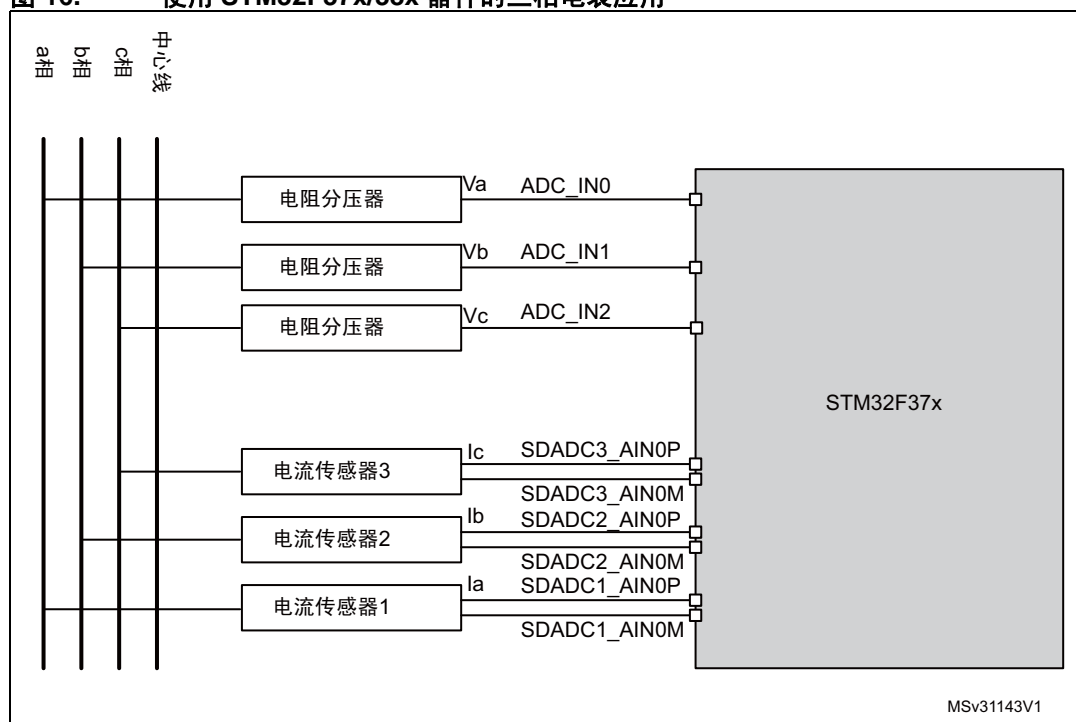 a相
b相
c相
中心线
电阻分压器
Va
ADC_IN0
电阻分压器
Vb
ADC_IN1
电阻分压器
Vc
ADC_IN2
STM32F37x
电流传感器3
Ic
SDADC3_AIN0P
SDADC3_AIN0M
电流传感器2
Ib
SDADC2_AIN0P
SDADC2_AIN0M
电流传感器1
Ia
SDADC1_AIN0P
SDADC1_AIN0M
MSv31143V1